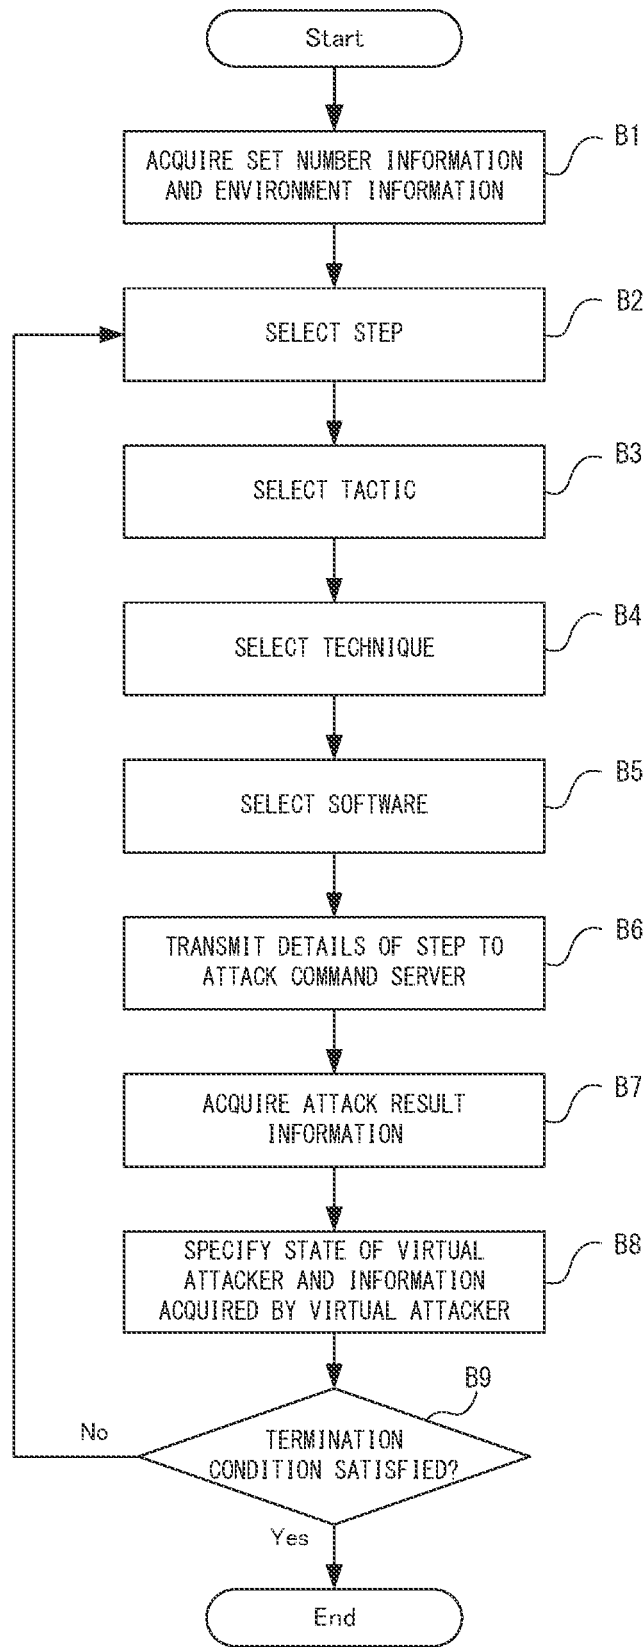 Start
B1
ACQUIRE SET NUMBER INFORMATION
AND ENVIRONMENT INFORMATION
B2
SELECT STEP
B3
SELECT TACTIC
B4
SELECT TECHNIQUE
B5
SELECT SOFTWARE
B6
TRANSMIT DETAILS OF STEP TO
ATTACK COMMAND SERVER
B7
ACQUIRE ATTACK RESULT
INFORMATION
B8
SPECIFY STATE OF VIRTUAL
ATTACKER AND INFORMATION
ACQUIRED BY VIRTUAL ATTACKER
B9
No
TERMINATION
CONDITION SATISFIED?
Yes
End